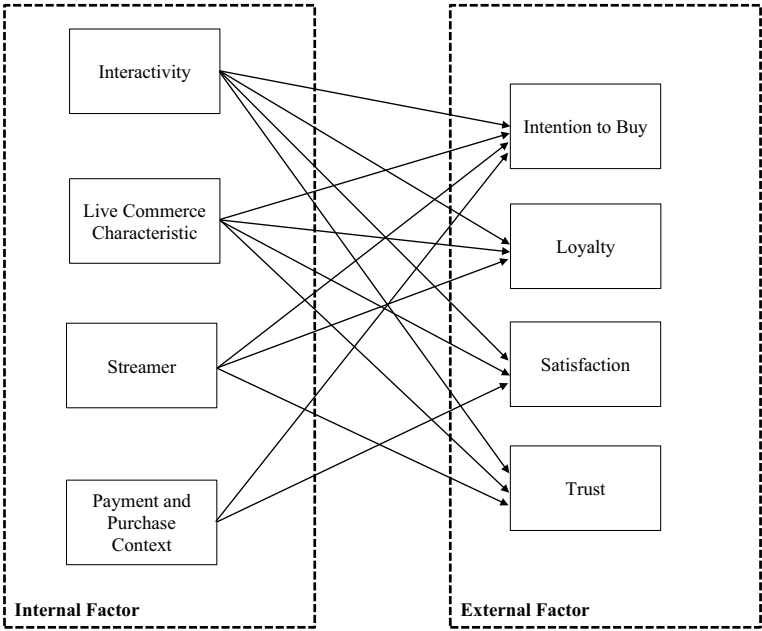 Interactivity
Live Commerce
Characteristic
Streamer
Payment and
Purchase
Context
Internal Factor
Intention to Buy
Loyalty
Satisfaction
Trust
External Factor